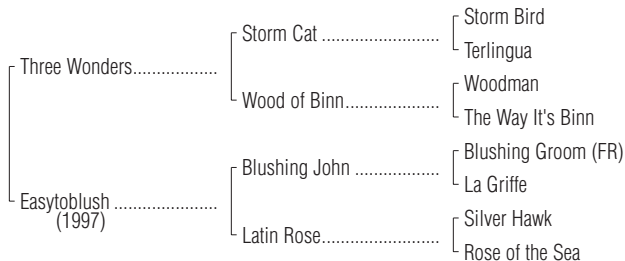 Storm Bird
Storm Cat ........................
Terlingua
Three Wonders.................
Woodman
Wood of Binn...................
The Way It's Binn
Blushing Groom (FR)
Blushing John .................
La Griffe
Easytoblush .....................
(1997)
Silver Hawk
Latin Rose........................
Rose of the Sea